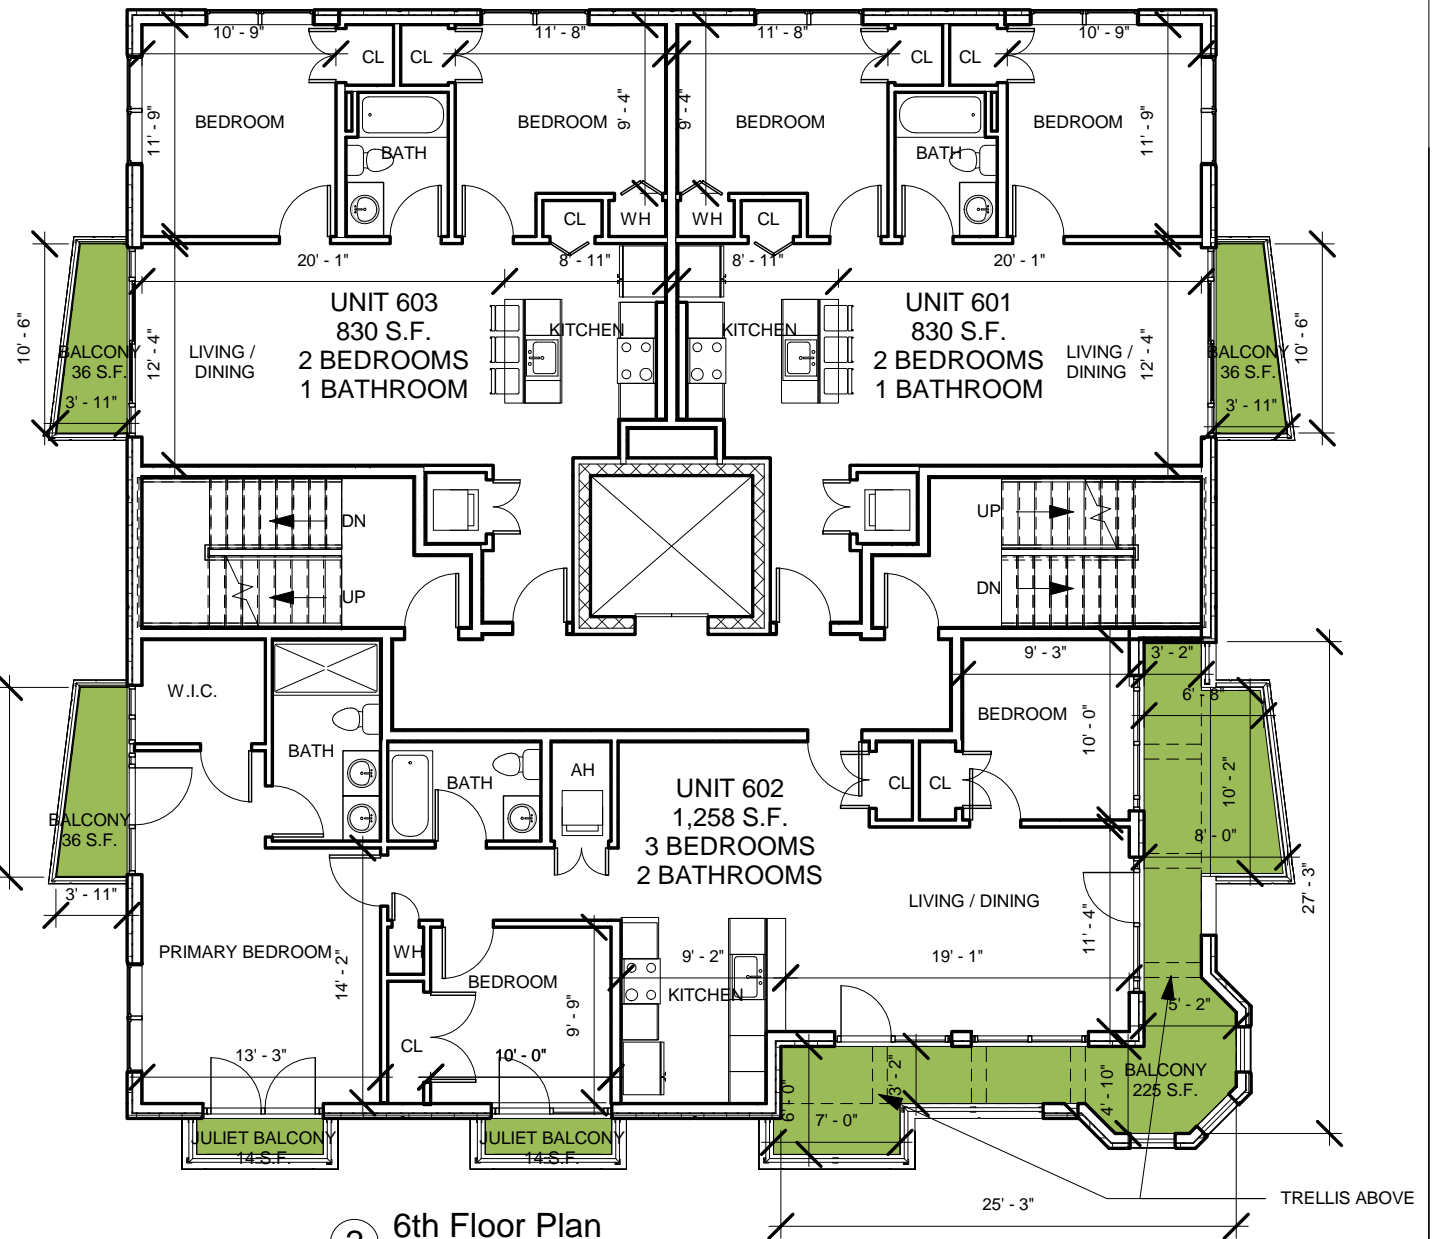 10' - 9"
11' - 8"
11' - 8"
10' - 9"
CL
CL
CL
CL
BEDROOM
BEDROOM
BEDROOM
BEDROOM
11' - 9"
9' - 4"
9' - 4"
11' - 9"
BATH
BATH
CL
WH
WH
CL
20' - 1"
8' - 11"
8' - 11"
20' - 1"
UNIT 603
830 S.F.
2 BEDROOMS
1 BATHROOM
UNIT 601
830 S.F.
2 BEDROOMS
1 BATHROOM
KITCHEN
KITCHEN
LIVING /
DINING
LIVING /
DINING
12' - 4"
12' - 4"
10' - 6"
BALCONY
36 S.F.
3' - 11"
BALCONY
36 S.F.
3' - 11"
10' - 6"
DN
UP
UP
DN
W.I.C.
BATH
BATH
AH
UNIT 602
1,258 S.F.
3 BEDROOMS
2 BATHROOMS
CL
CL
9' - 3"
BEDROOM
10' - 0"
3' - 2"
6' - 8"
10' - 2"
8' - 0"
27' - 3"
BALCONY
36 S.F.
3' - 11"
LIVING / DINING
11' - 4"
19' - 1"
PRIMARY BEDROOM
14' - 2"
13' - 3"
WH
CL
BEDROOM
9' - 9"
10' - 0"
9' - 2"
KITCHEN
5' - 2"
BALCONY
225 S.F.
4' - 10"
3' - 2"
6' - 0"
7' - 0"
JULIET BALCONY
14 S.F.
JULIET BALCONY
14 S.F.
25' - 3"
TRELLIS ABOVE
6th Floor Plan